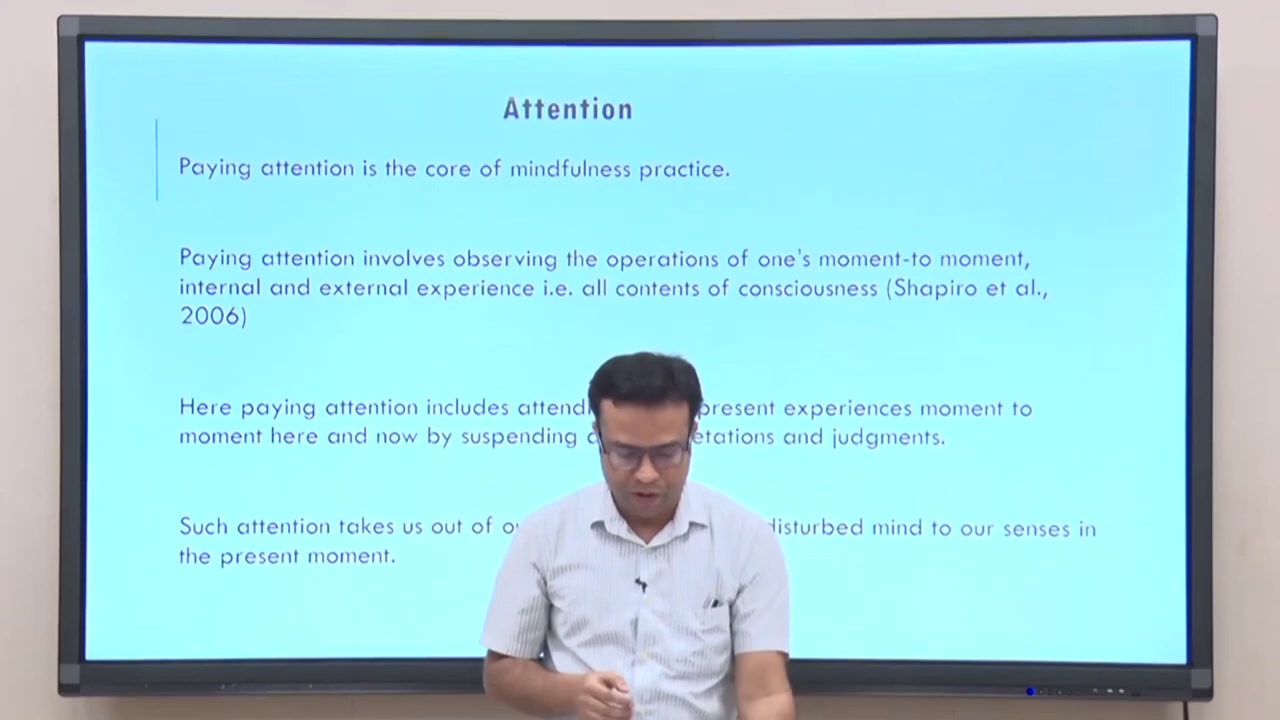 Attention
Paying attention is the core of mindfulness practice.
Paying attention involves observing the operations of one's moment-to moment,
internal and external experience i.e. all contents of consciousness (Shapiro et al.,
2006)
Here paying attention includes present experiences moment to
moment here and now by suspending and judgments.
Such attention takes us out of disturbed mind to our senses in
the present moment.